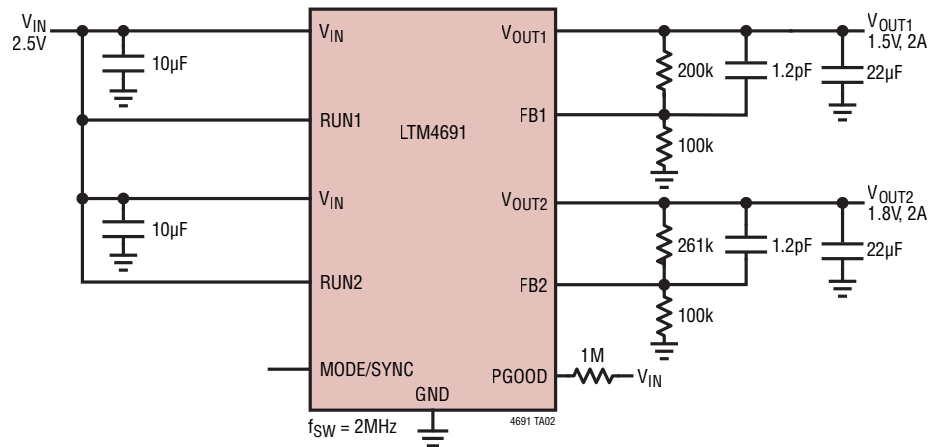 VIN
2.5V
10µF
10µF
VIN
RUN1
VIN
RUN2
MODE/SYNC
GND
LTM4691
VOUT1
FB1
VOUT2
FB2
PGOOD
fSW = 2MHz
4691 TA02
200k
1.2pF
22µF
100k
VOUT1
1.5V, 2A
261k
1.2pF
22µF
100k
VOUT2
1.8V, 2A
1M
VIN